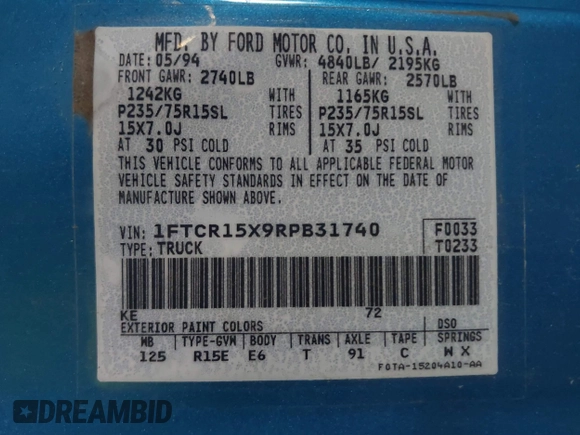 MFD. BY FORD MOTOR CO. IN U.S.A.
DATE: 05/94 GVWR: 4840LB/ 2195KG
FRONT GAWR: 2740LB REAR GAWR: 2570LB
1242KG WITH 1165KG WITH
P235/75R15SL TIRES P235/75R15SL TIRES
15X7.0J RIMS 15X7.0J RIMS
AT 30 PSI COLD AT 35 PSI COLD
THIS VEHICLE CONFORMS TO ALL APPLICABLE FEDERAL MOTOR
VEHICLE SAFETY STANDARDS IN EFFECT ON THE DATE OF
MANUFACTURE SHOWN ABOVE.
VIN: 1FTCR15X9RPB31740 F0033
TYPE: TRUCK T0233
KE 72
EXTERIOR PAINT COLORS DSO
WB TYPE-GVM BODY TRANS AXLE TAPE SPRINGS
125 R15E E6 T 91 C W X
F0TA-15204A10-AA
DREAMBID